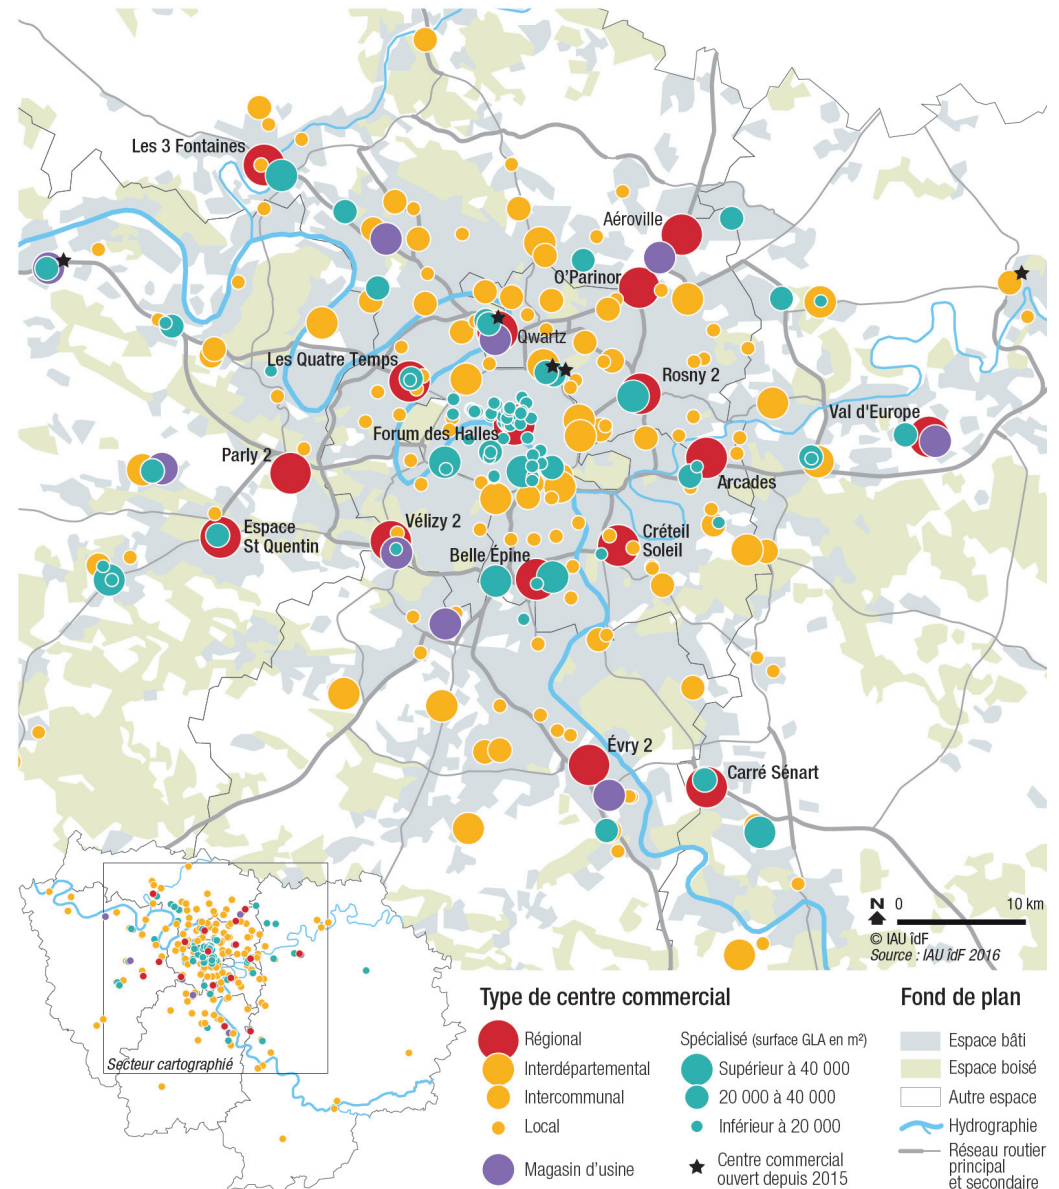 Les 3 Fontaines
Aéroville
O'Parinor
Qwartz
Les Quatre Temps
Rosny 2
Val d'Europe
Forum des Halles
Parly 2
Arcades
Espace
St Quentin
Vélizy 2
Créteil
Soleil
Belle Épine
Évry 2
Carré Sénart
N 0 10 km
© IAU îdF
Source : IAU îdF 2016
Secteur cartographié
Type de centre commercial
Régional
Interdépartemental
Intercommunal
Local
Magasin d'usine
Spécialisé (surface GLA en m²)
Supérieur à 40 000
20 000 à 40 000
Inférieur à 20 000
Centre commercial
ouvert depuis 2015
Fond de plan
Espace bâti
Espace boisé
Autre espace
Hydrographie
Réseau routier
principal
et secondaire